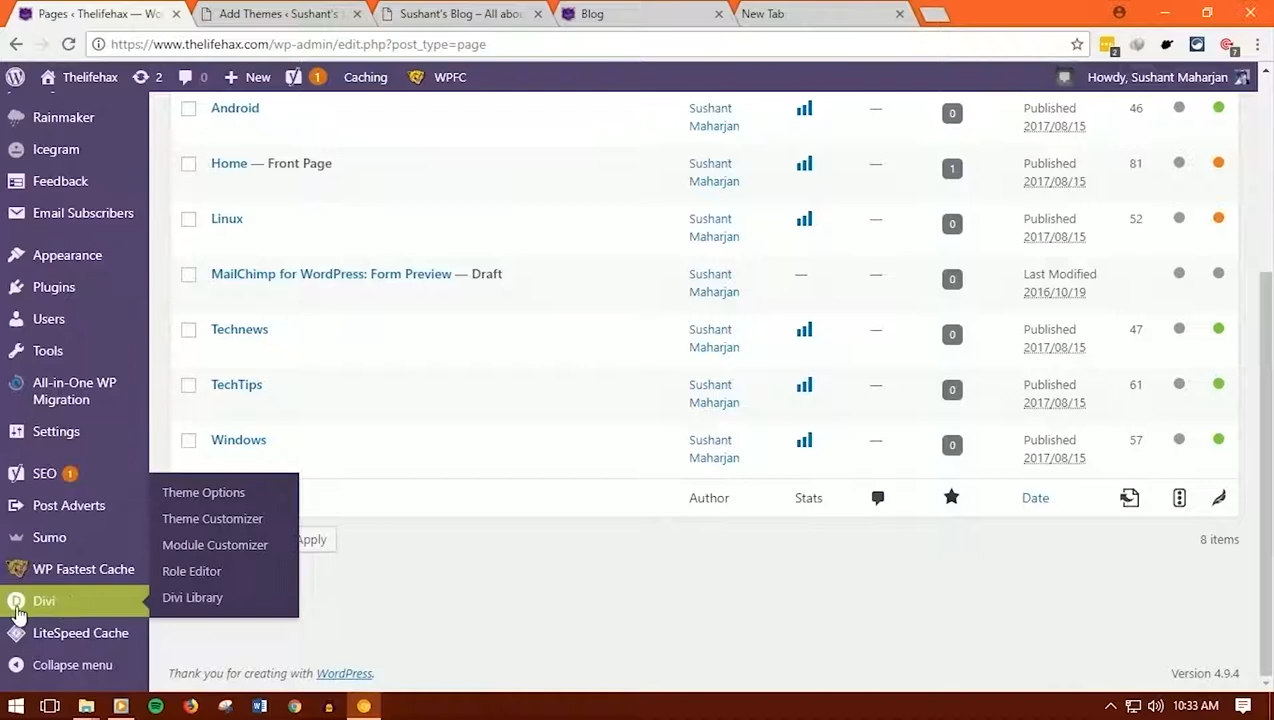 Pages ‹ Thelifehax — Wo
Add Themes ‹ Sushant's
Sushant's Blog – All abo
Blog
New Tab
https://www.thelifehax.com/wp-admin/edit.php?post_type=page
2
7
Thelifehax
2
0
New
1
Caching
WPFC
Howdy, Sushant Maharjan
Rainmaker
Icegram
Feedback
Email Subscribers
Appearance
Plugins
Users
Tools
All-in-One WP
Migration
Settings
SEO 1
Post Adverts
Sumo
WP Fastest Cache
Divi
LiteSpeed Cache
Collapse menu
Theme Options
Theme Customizer
Module Customizer
Role Editor
Divi Library
Android
Sushant
Maharjan
—
0
Published
2017/08/15
46
Home — Front Page
Sushant
Maharjan
—
1
Published
2017/08/15
81
Linux
Sushant
Maharjan
—
0
Published
2017/08/15
52
MailChimp for WordPress: Form Preview — Draft
Sushant
Maharjan
—
—
0
Last Modified
2016/10/19
Technews
Sushant
Maharjan
—
0
Published
2017/08/15
47
TechTips
Sushant
Maharjan
—
0
Published
2017/08/15
61
Windows
Sushant
Maharjan
—
0
Published
2017/08/15
57
Author
Stats
Date
Apply
8 items
Thank you for creating with WordPress.
Version 4.9.4
10:33 AM